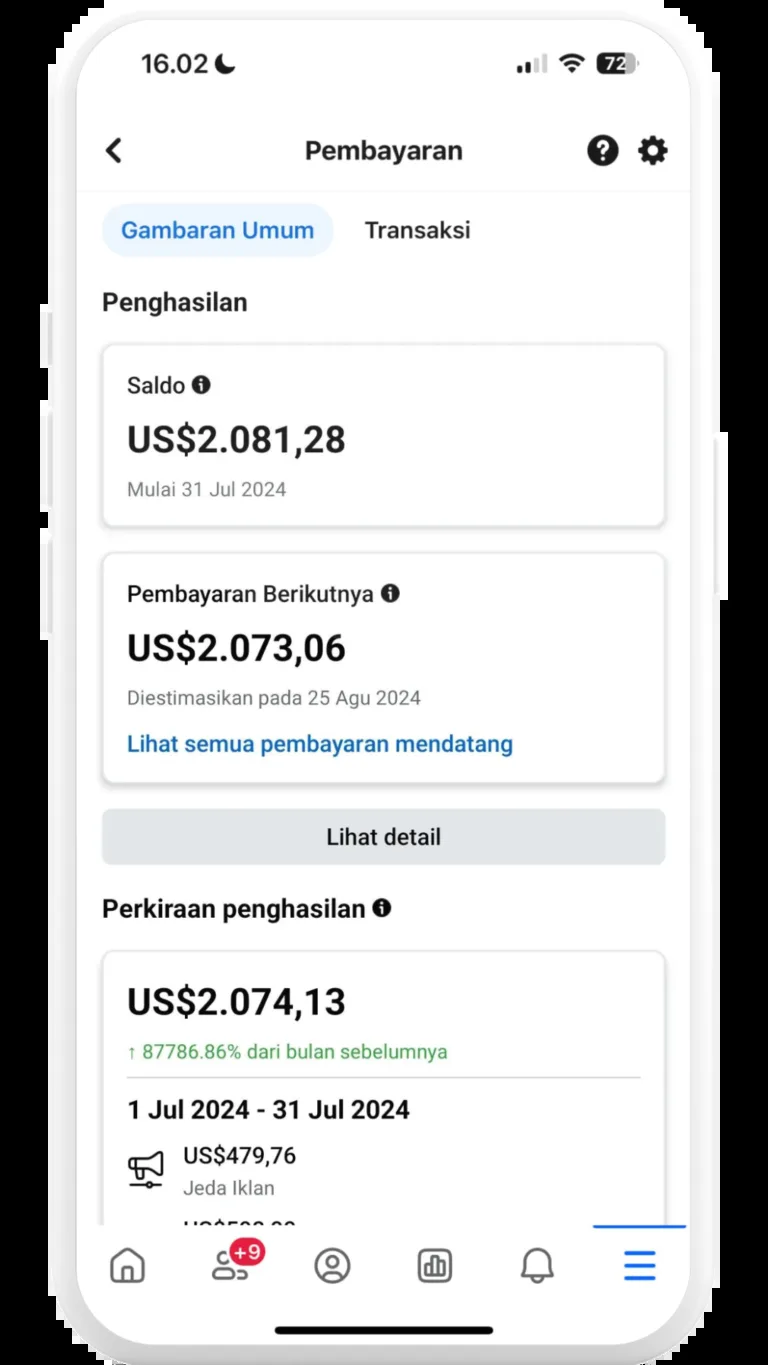 16.02
72
Pembayaran
Gambaran Umum
Transaksi
Penghasilan
Saldo
US$2.081,28
Mulai 31 Jul 2024
Pembayaran Berikutnya
US$2.073,06
Diestimasikan pada 25 Agu 2024
Lihat semua pembayaran mendatang
Lihat detail
Perkiraan penghasilan
US$2.074,13
↑ 87786.86% dari bulan sebelumnya
1 Jul 2024 - 31 Jul 2024
US$479,76
Jeda Iklan
+9